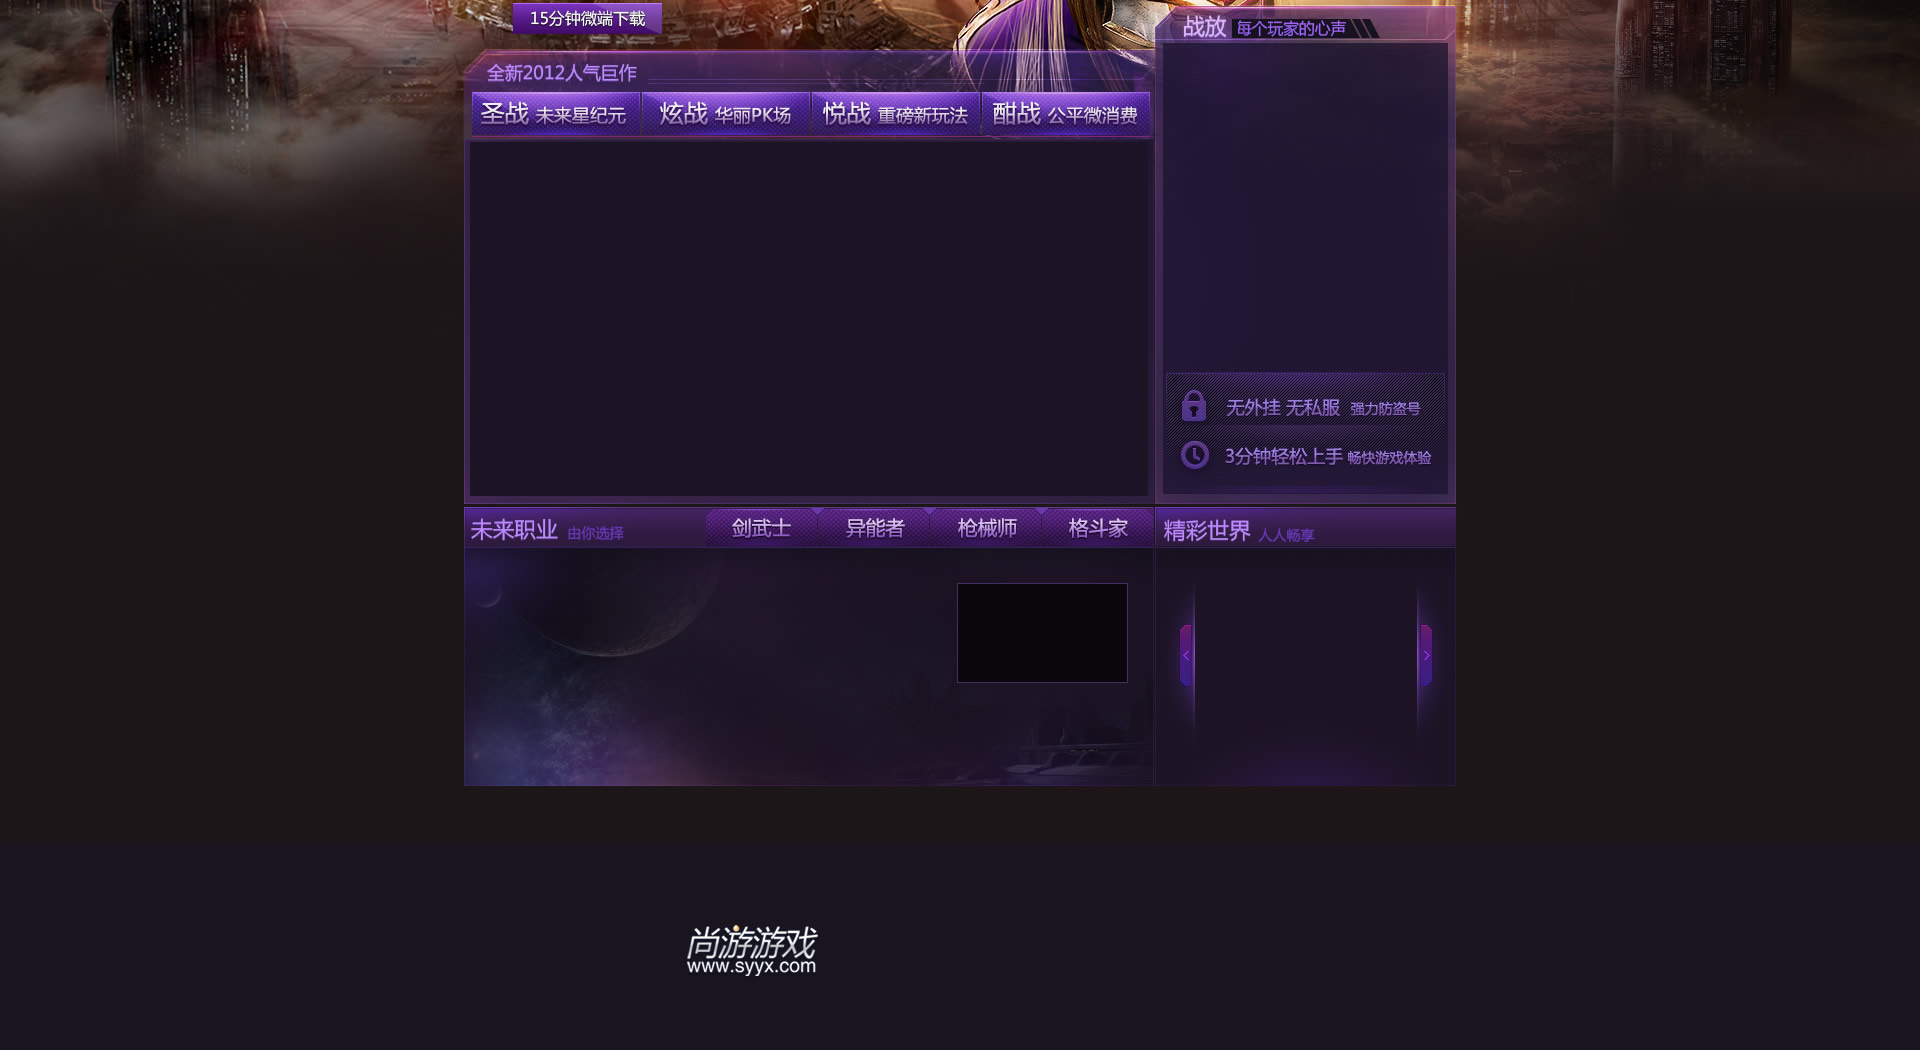 15分钟微端下载
战放 每个玩家的心声
全新2012人气巨作
圣战 未来星纪元
炫战 华丽PK场
悦战 重磅新玩法
酣战 公平微消费
无外挂 无私服 强力防盗号
3分钟轻松上手 畅快游戏体验
未来职业 由你选择
剑武士
异能者
枪械师
格斗家
精彩世界 人人畅享
尚游游戏
www.syyx.com